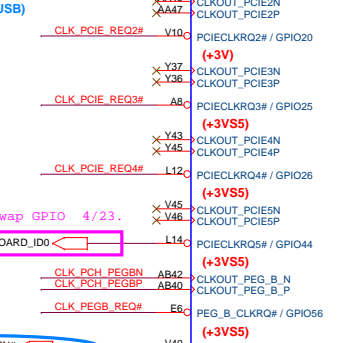 USB)
CLKOUT_PCIE2N
AA47 CLKOUT_PCIE2P
CLK_PCIE_REQ2# V10 PCIECLKRQ2# / GPIO20
(+3V)
Y37 CLKOUT_PCIE3N
Y36 CLKOUT_PCIE3P
CLK_PCIE_REQ3# A8 PCIECLKRQ3# / GPIO25
(+3VS5)
Y43 CLKOUT_PCIE4N
Y45 CLKOUT_PCIE4P
CLK_PCIE_REQ4# L12 PCIECLKRQ4# / GPIO26
(+3VS5)
V45 CLKOUT_PCIE5N
wap GPIO 4/23. V46 CLKOUT_PCIE5P
OARD_ID0 L14 PCIECLKRQ5# / GPIO44
(+3VS5)
CLK_PCH_PEGBN AB42 CLKOUT_PEG_B_N
CLK_PCH_PEGBP AB40 CLKOUT_PEG_B_P
CLK_PEGB_REQ# E6 PEG_B_CLKRQ# / GPIO56
(+3VS5)